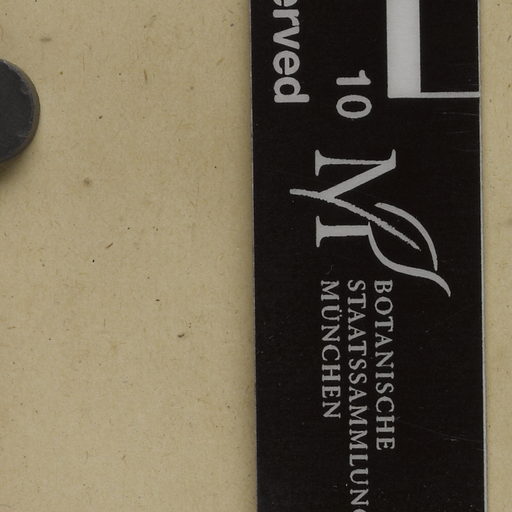 erved
10
M
BOTANISCHE
STAATSSAMMLUNG
MÜNCHEN